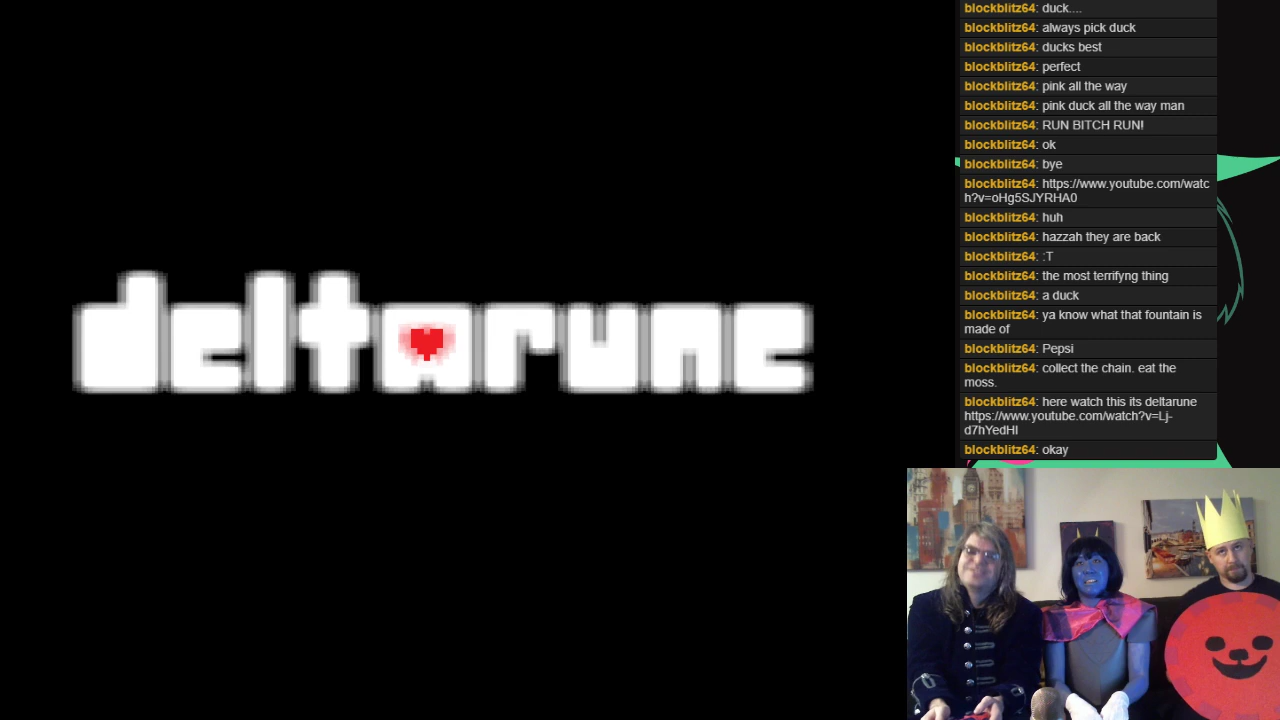 deltarune
blockblitz64: duck....
blockblitz64: always pick duck
blockblitz64: ducks best
blockblitz64: perfect
blockblitz64: pink all the way
blockblitz64: pink duck all the way man
blockblitz64: RUN BITCH RUN!
blockblitz64: ok
blockblitz64: bye
blockblitz64: https://www.youtube.com/watc
h?v=oHg5SJYRHA0
blockblitz64: huh
blockblitz64: hazzah they are back
blockblitz64: :T
blockblitz64: the most terrifyng thing
blockblitz64: a duck
blockblitz64: ya know what that fountain is
made of
blockblitz64: Pepsi
blockblitz64: collect the chain. eat the
moss.
blockblitz64: here watch this its deltarune
https://www.youtube.com/watch?v=Lj-
d7hYedHI
blockblitz64: okay